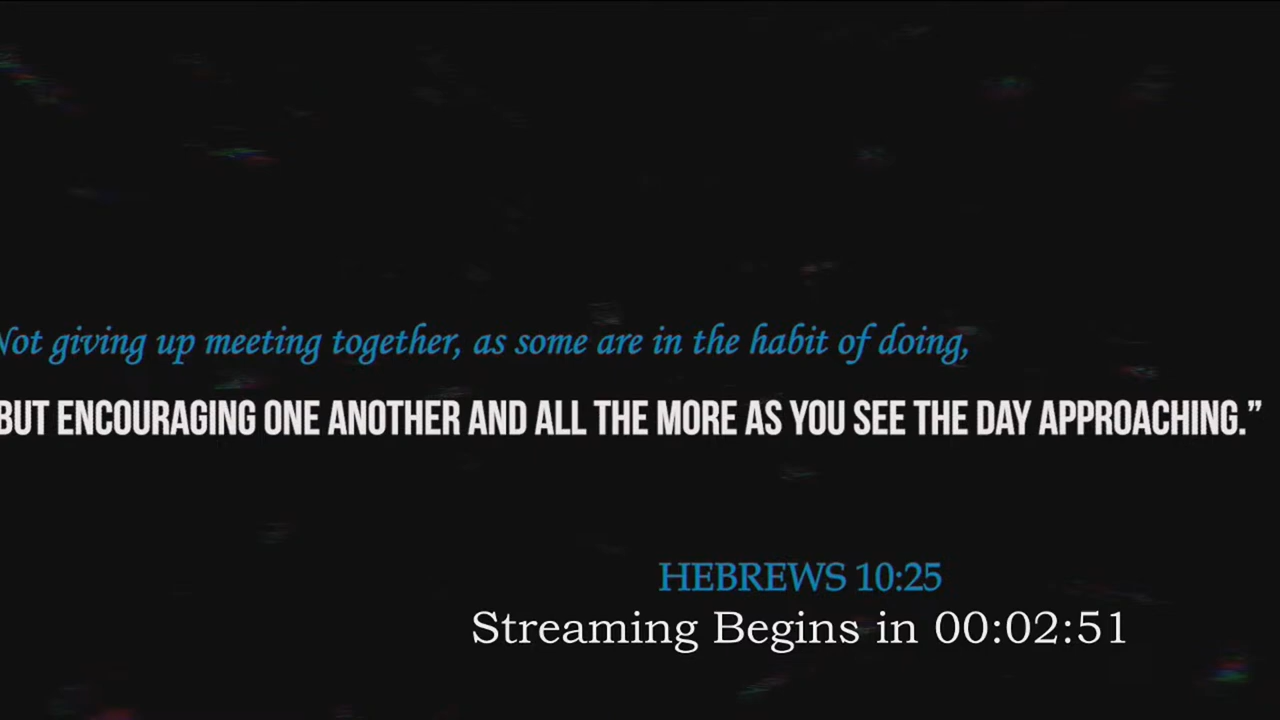 Not giving up meeting together, as some are in the habit of doing,
BUT ENCOURAGING ONE ANOTHER AND ALL THE MORE AS YOU SEE THE DAY APPROACHING.”
HEBREWS 10:25
Streaming Begins in 00:02:51